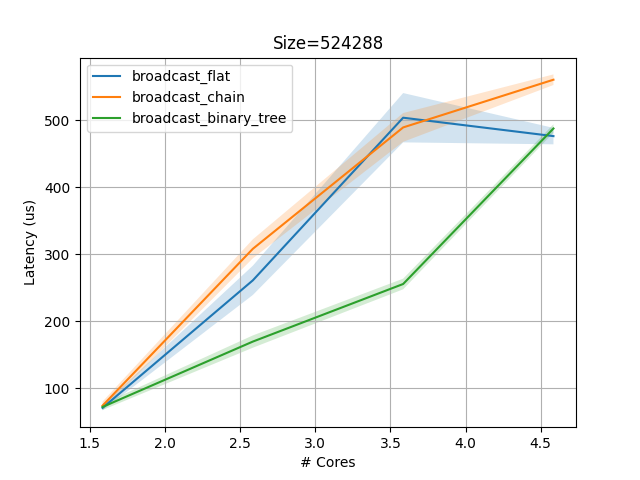 Size=524288
broadcast_flat
broadcast_chain
broadcast_binary_tree
Latency (us)
500
400
300
200
100
1.5 2.0 2.5 3.0 3.5 4.0 4.5
# Cores